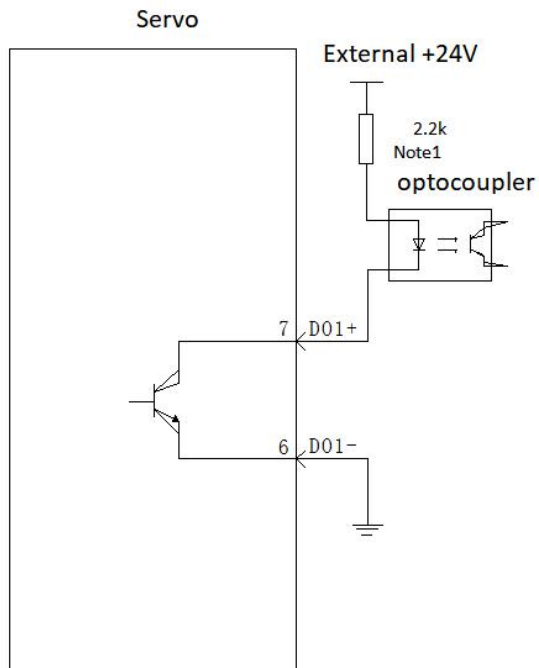 Servo
External +24V
2.2k
Note1
optocoupler
7 DO1+
6 DO1-